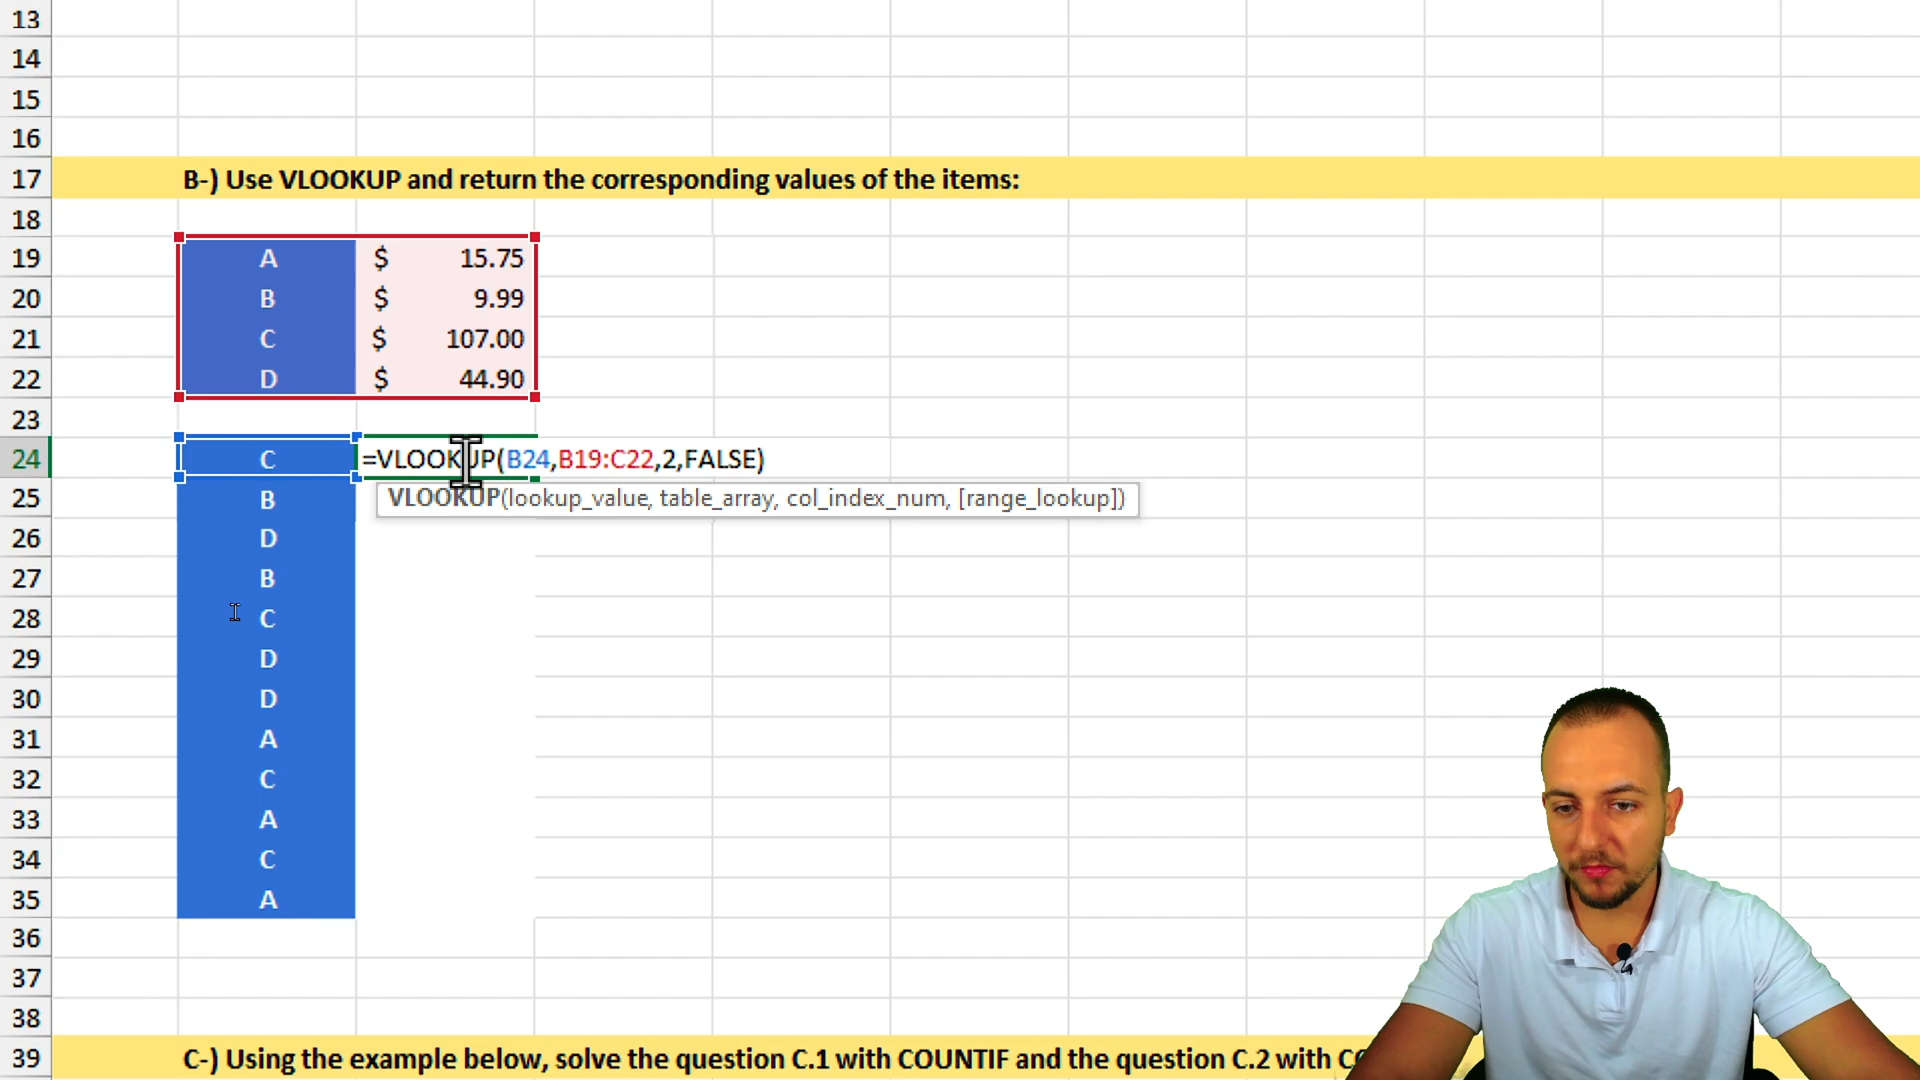 13
14
15
16
17 B-) Use VLOOKUP and return the corresponding values of the items:
18
19 A $ 15.75
20 B $ 9.99
21 C $ 107.00
22 D $ 44.90
23
24 C =VLOOKUP(B24,B19:C22,2,FALSE)
25 B VLOOKUP(lookup_value, table_array, col_index_num, [range_lookup])
26 D
27 B
28 C
29 D
30 D
31 A
32 C
33 A
34 C
35 A
36
37
38
39 C-) Using the example below, solve the question C.1 with COUNTIF and the question C.2 with